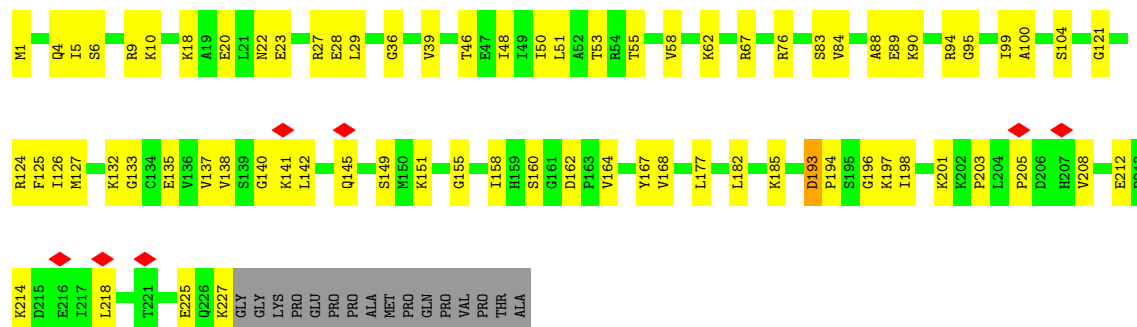 M1 Q4 I5 S6 R9 K10 K18 A19 E20 L21 N22 E23 R27 E28 L29 G36 V39 T46 E47 I48 I49 I50 L51 A52 T53 R54 T55 V58 K62 R67 R76 S83 V84 A88 E89 K90 R94 G95 I99 A100 S104 G121
R124 F125 I126 M127 K132 G133 C134 E135 V136 V137 V138 S139 G140 K141 L142 Q145 S149 M150 K151 G155 I158 H159 S160 G161 D162 P163 V164 Y167 V168 L177 L182 K185 D193 P194 S195 G196 K197 I198 K201 K202 P203 L204 P205 D206 H207 V208 E212
K214 D215 E216 I217 L218 T221 E225 Q226 K227 GLY GLY LYS PRO GLU PRO PRO ALA MET PRO GLN PRO VAL PRO THR ALA